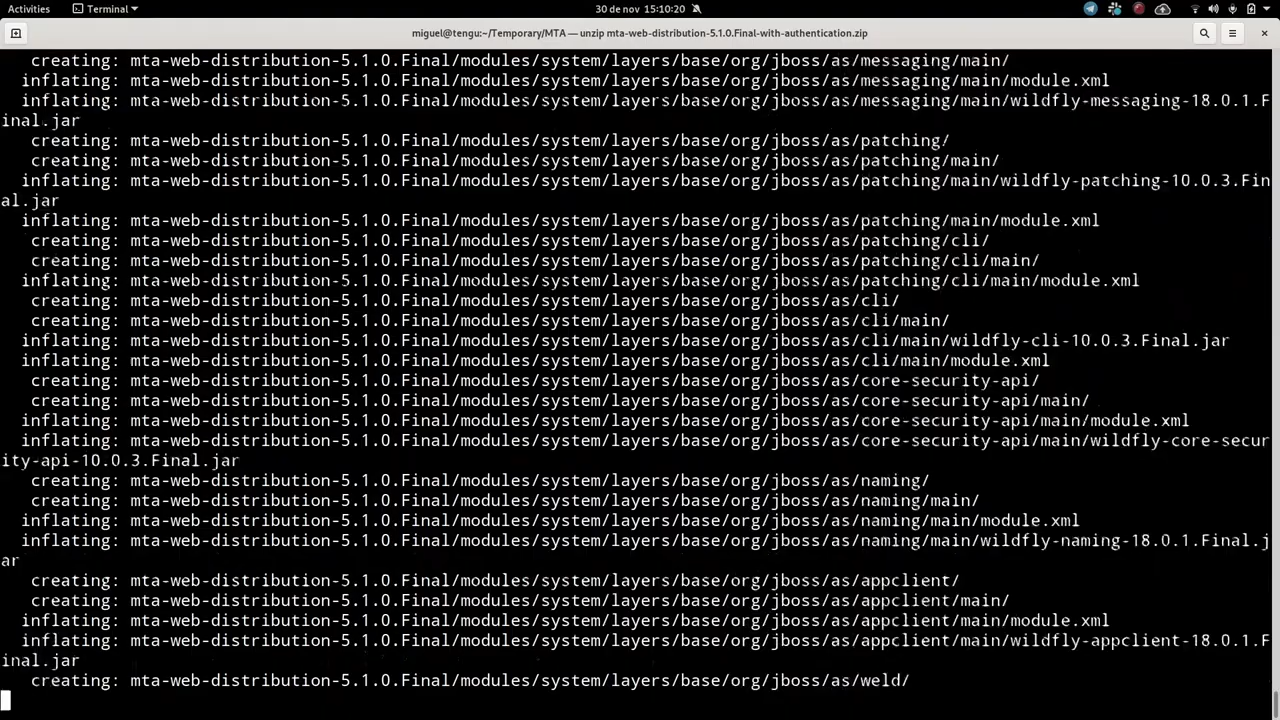 Activities
Terminal
30 de nov 15:10:20
miguel@tengu:~/Temporary/MTA — unzip mta-web-distribution-5.1.0.Final-with-authentication.zip
creating: mta-web-distribution-5.1.0.Final/modules/system/layers/base/org/jboss/as/messaging/main/
inflating: mta-web-distribution-5.1.0.Final/modules/system/layers/base/org/jboss/as/messaging/main/module.xml
inflating: mta-web-distribution-5.1.0.Final/modules/system/layers/base/org/jboss/as/messaging/main/wildfly-messaging-18.0.1.F
inal.jar
creating: mta-web-distribution-5.1.0.Final/modules/system/layers/base/org/jboss/as/patching/
creating: mta-web-distribution-5.1.0.Final/modules/system/layers/base/org/jboss/as/patching/main/
inflating: mta-web-distribution-5.1.0.Final/modules/system/layers/base/org/jboss/as/patching/main/wildfly-patching-10.0.3.Fin
al.jar
inflating: mta-web-distribution-5.1.0.Final/modules/system/layers/base/org/jboss/as/patching/main/module.xml
creating: mta-web-distribution-5.1.0.Final/modules/system/layers/base/org/jboss/as/patching/cli/
creating: mta-web-distribution-5.1.0.Final/modules/system/layers/base/org/jboss/as/patching/cli/main/
inflating: mta-web-distribution-5.1.0.Final/modules/system/layers/base/org/jboss/as/patching/cli/main/module.xml
creating: mta-web-distribution-5.1.0.Final/modules/system/layers/base/org/jboss/as/cli/
creating: mta-web-distribution-5.1.0.Final/modules/system/layers/base/org/jboss/as/cli/main/
inflating: mta-web-distribution-5.1.0.Final/modules/system/layers/base/org/jboss/as/cli/main/wildfly-cli-10.0.3.Final.jar
inflating: mta-web-distribution-5.1.0.Final/modules/system/layers/base/org/jboss/as/cli/main/module.xml
creating: mta-web-distribution-5.1.0.Final/modules/system/layers/base/org/jboss/as/core-security-api/
creating: mta-web-distribution-5.1.0.Final/modules/system/layers/base/org/jboss/as/core-security-api/main/
inflating: mta-web-distribution-5.1.0.Final/modules/system/layers/base/org/jboss/as/core-security-api/main/module.xml
inflating: mta-web-distribution-5.1.0.Final/modules/system/layers/base/org/jboss/as/core-security-api/main/wildfly-core-secur
ity-api-10.0.3.Final.jar
creating: mta-web-distribution-5.1.0.Final/modules/system/layers/base/org/jboss/as/naming/
creating: mta-web-distribution-5.1.0.Final/modules/system/layers/base/org/jboss/as/naming/main/
inflating: mta-web-distribution-5.1.0.Final/modules/system/layers/base/org/jboss/as/naming/main/module.xml
inflating: mta-web-distribution-5.1.0.Final/modules/system/layers/base/org/jboss/as/naming/main/wildfly-naming-18.0.1.Final.j
ar
creating: mta-web-distribution-5.1.0.Final/modules/system/layers/base/org/jboss/as/appclient/
creating: mta-web-distribution-5.1.0.Final/modules/system/layers/base/org/jboss/as/appclient/main/
inflating: mta-web-distribution-5.1.0.Final/modules/system/layers/base/org/jboss/as/appclient/main/module.xml
inflating: mta-web-distribution-5.1.0.Final/modules/system/layers/base/org/jboss/as/appclient/main/wildfly-appclient-18.0.1.F
inal.jar
creating: mta-web-distribution-5.1.0.Final/modules/system/layers/base/org/jboss/as/weld/